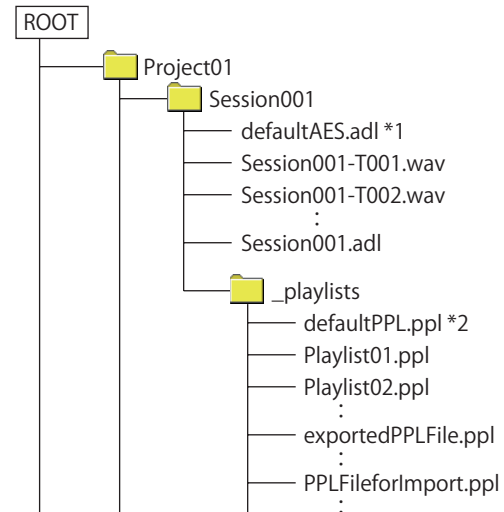 ROOT
Project01
Session001
defaultAES.adl *1
Session001-T001.wav
Session001-T002.wav
:
Session001.adl
_playlists
defaultPPL.ppl *2
Playlist01.ppl
Playlist02.ppl
:
exportedPPLFile.ppl
:
PPLFileforImport.ppl
: